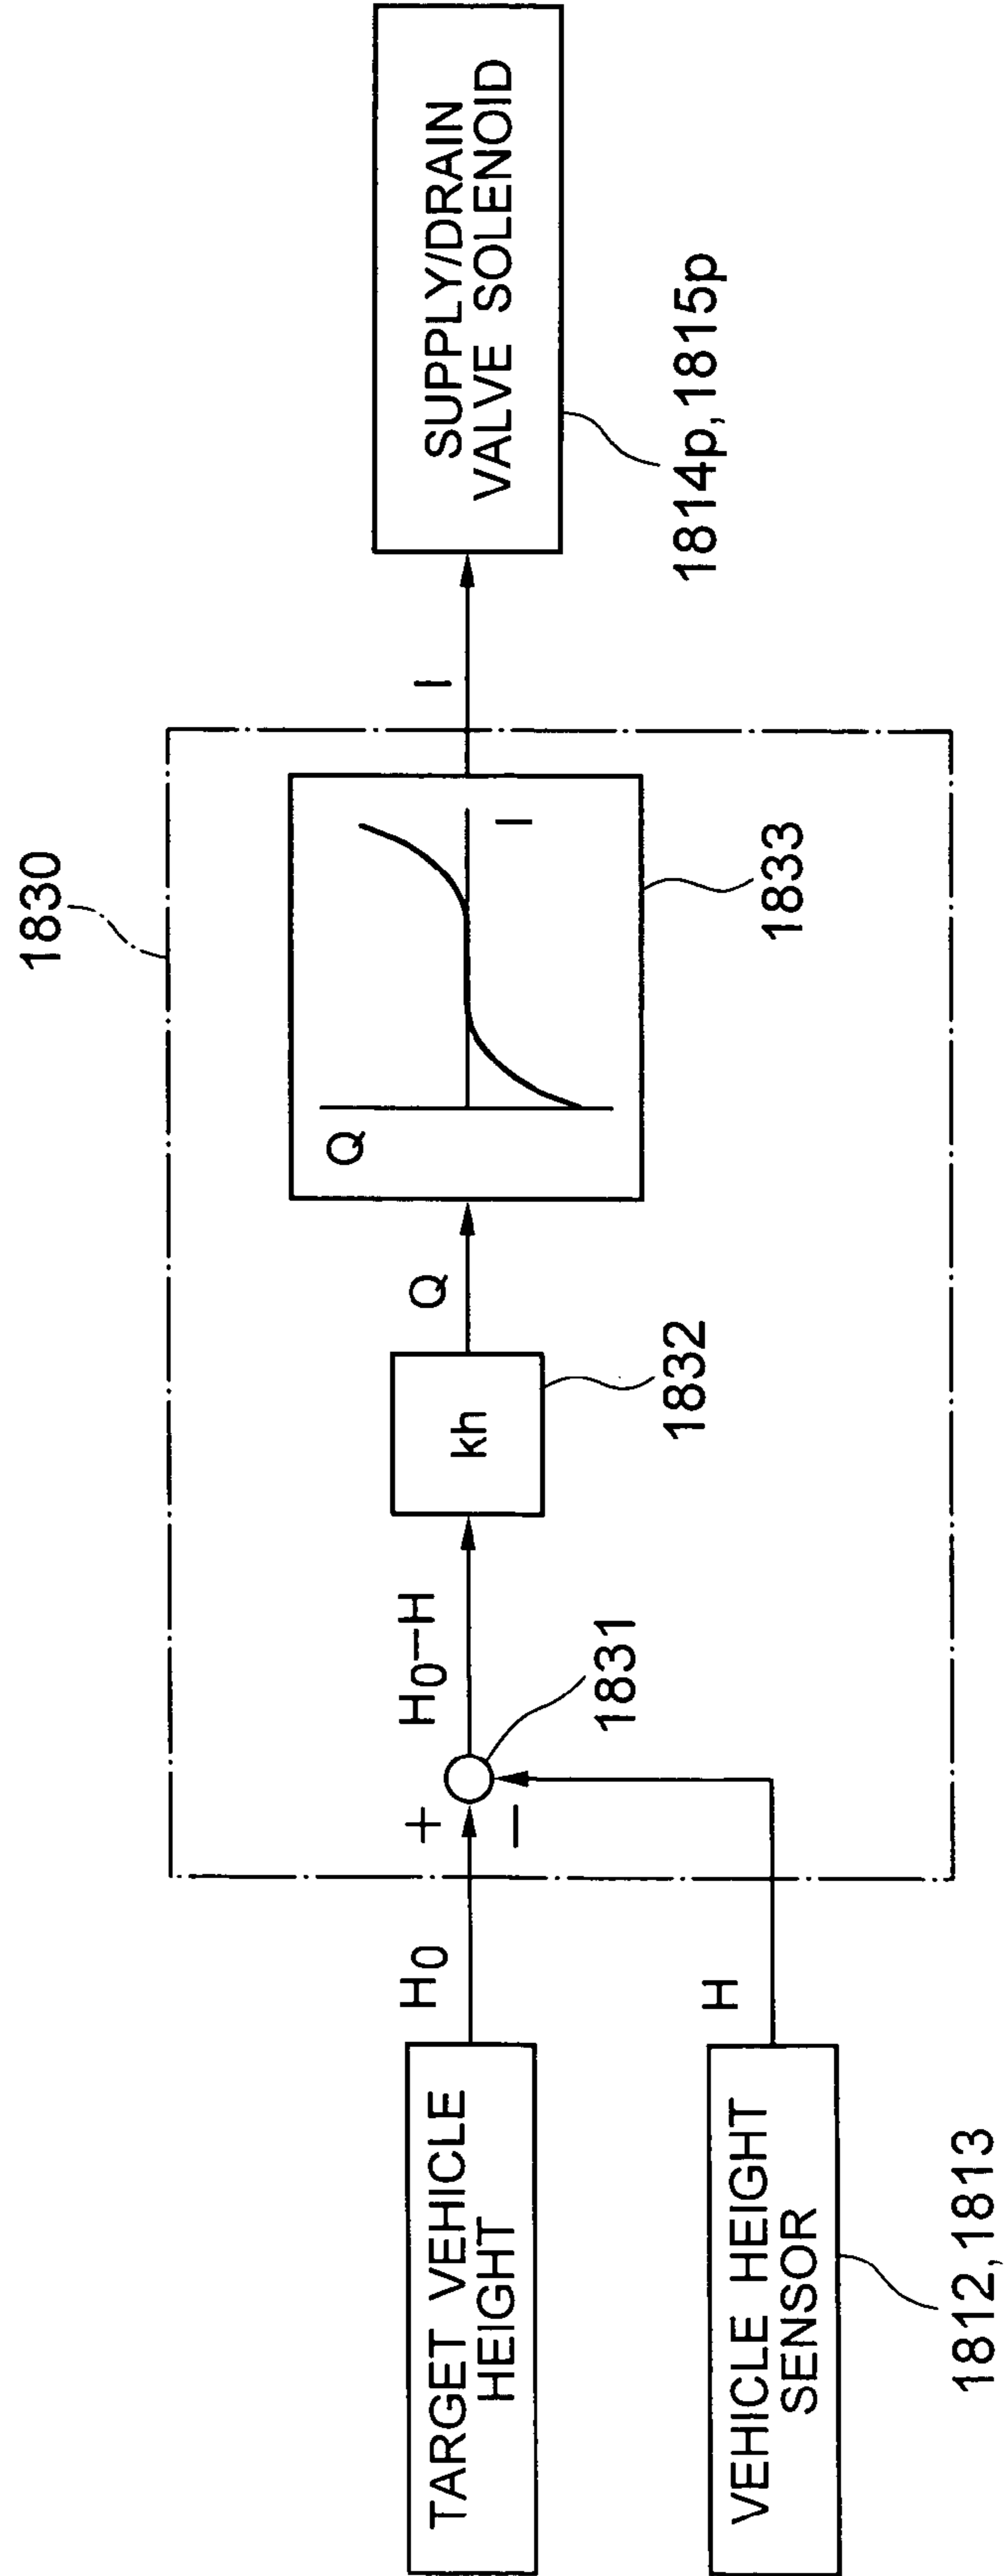 1830
TARGET VEHICLE
HEIGHT
H0
+
−
H0−H
1831
kh
1832
Q
Q
I
1833
I
SUPPLY/DRAIN
VALVE SOLENOID
1814p,1815p
VEHICLE HEIGHT
SENSOR
H
1812,1813